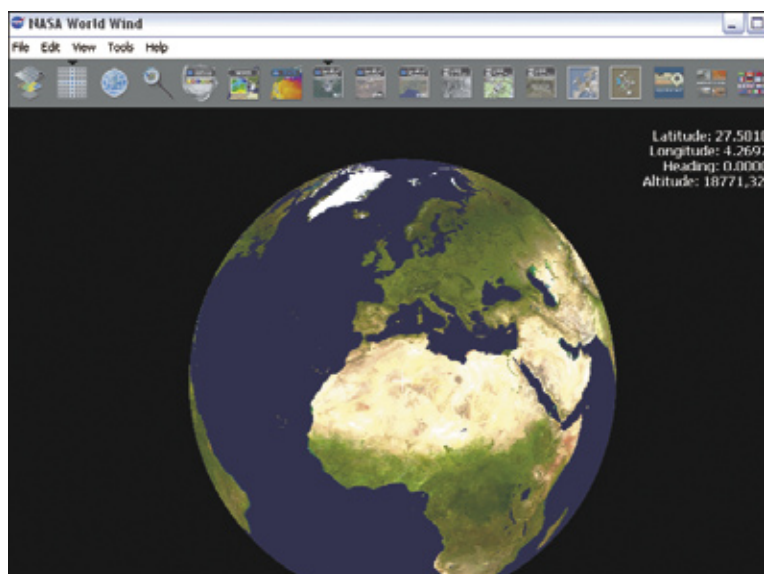 NASA World Wind
File Edit View Tools Help
Latitude: 27.5010
Longitude: 4.2697
Heading: 0.0000
Altitude: 18771,32